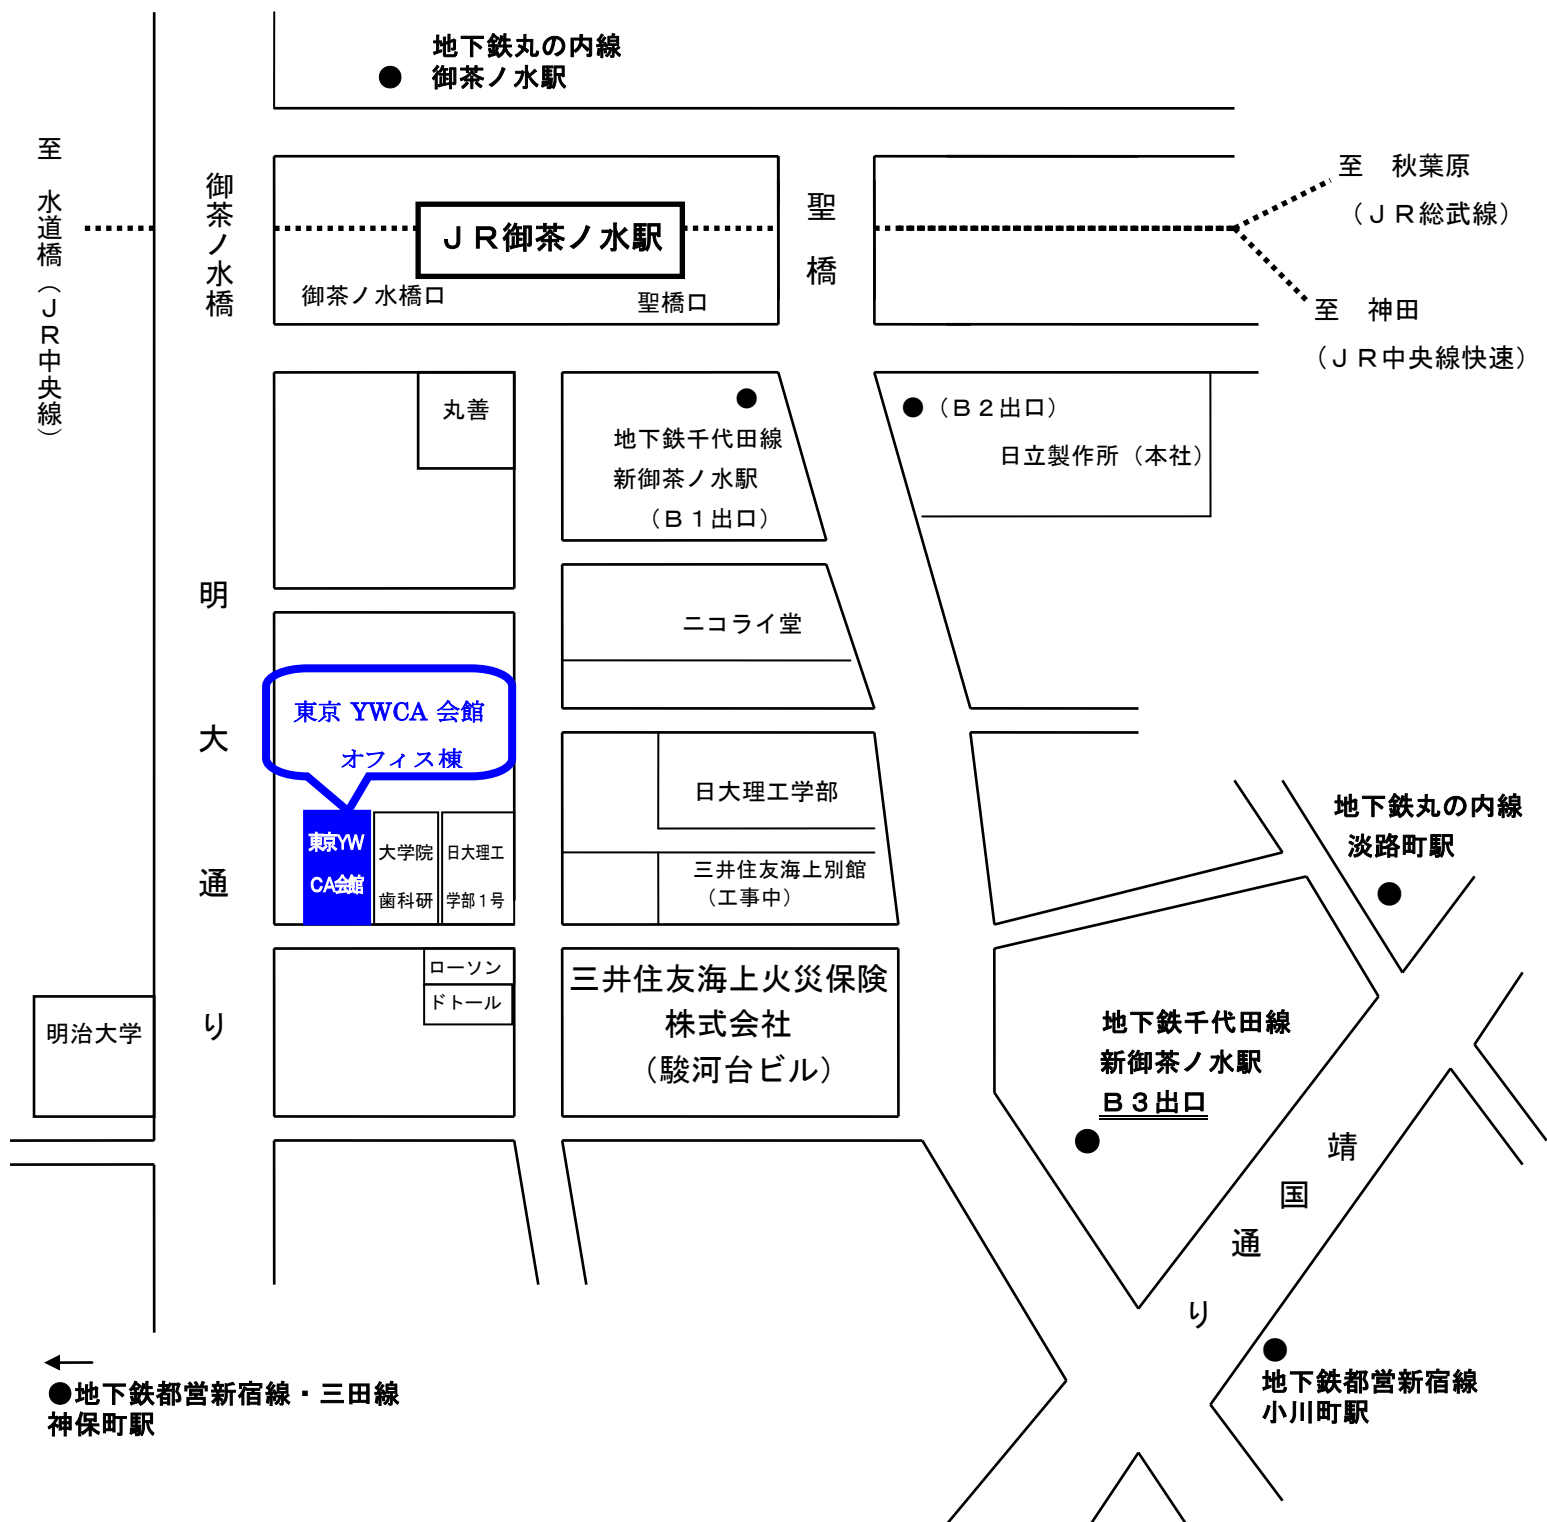 地下鉄丸の内線
御茶ノ水駅
至　水道橋（ＪＲ中央線）
御茶ノ水橋
ＪＲ御茶ノ水駅
御茶ノ水橋口
聖橋口
聖橋
至　秋葉原
（ＪＲ総武線）
至　神田
（ＪＲ中央線快速）
丸善
地下鉄千代田線
新御茶ノ水駅
（Ｂ１出口）
（Ｂ２出口）
日立製作所（本社）
明大通り
ニコライ堂
東京 YWCA 会館
オフィス棟
日大理工学部
東京YW
CA会館
大学院
歯科研
日大理工
学部１号
三井住友海上別館
（工事中）
地下鉄丸の内線
淡路町駅
ローソン
ドトール
三井住友海上火災保険
株式会社
（駿河台ビル）
明治大学
地下鉄千代田線
新御茶ノ水駅
Ｂ３出口
靖国通り
●地下鉄都営新宿線・三田線
神保町駅
地下鉄都営新宿線
小川町駅